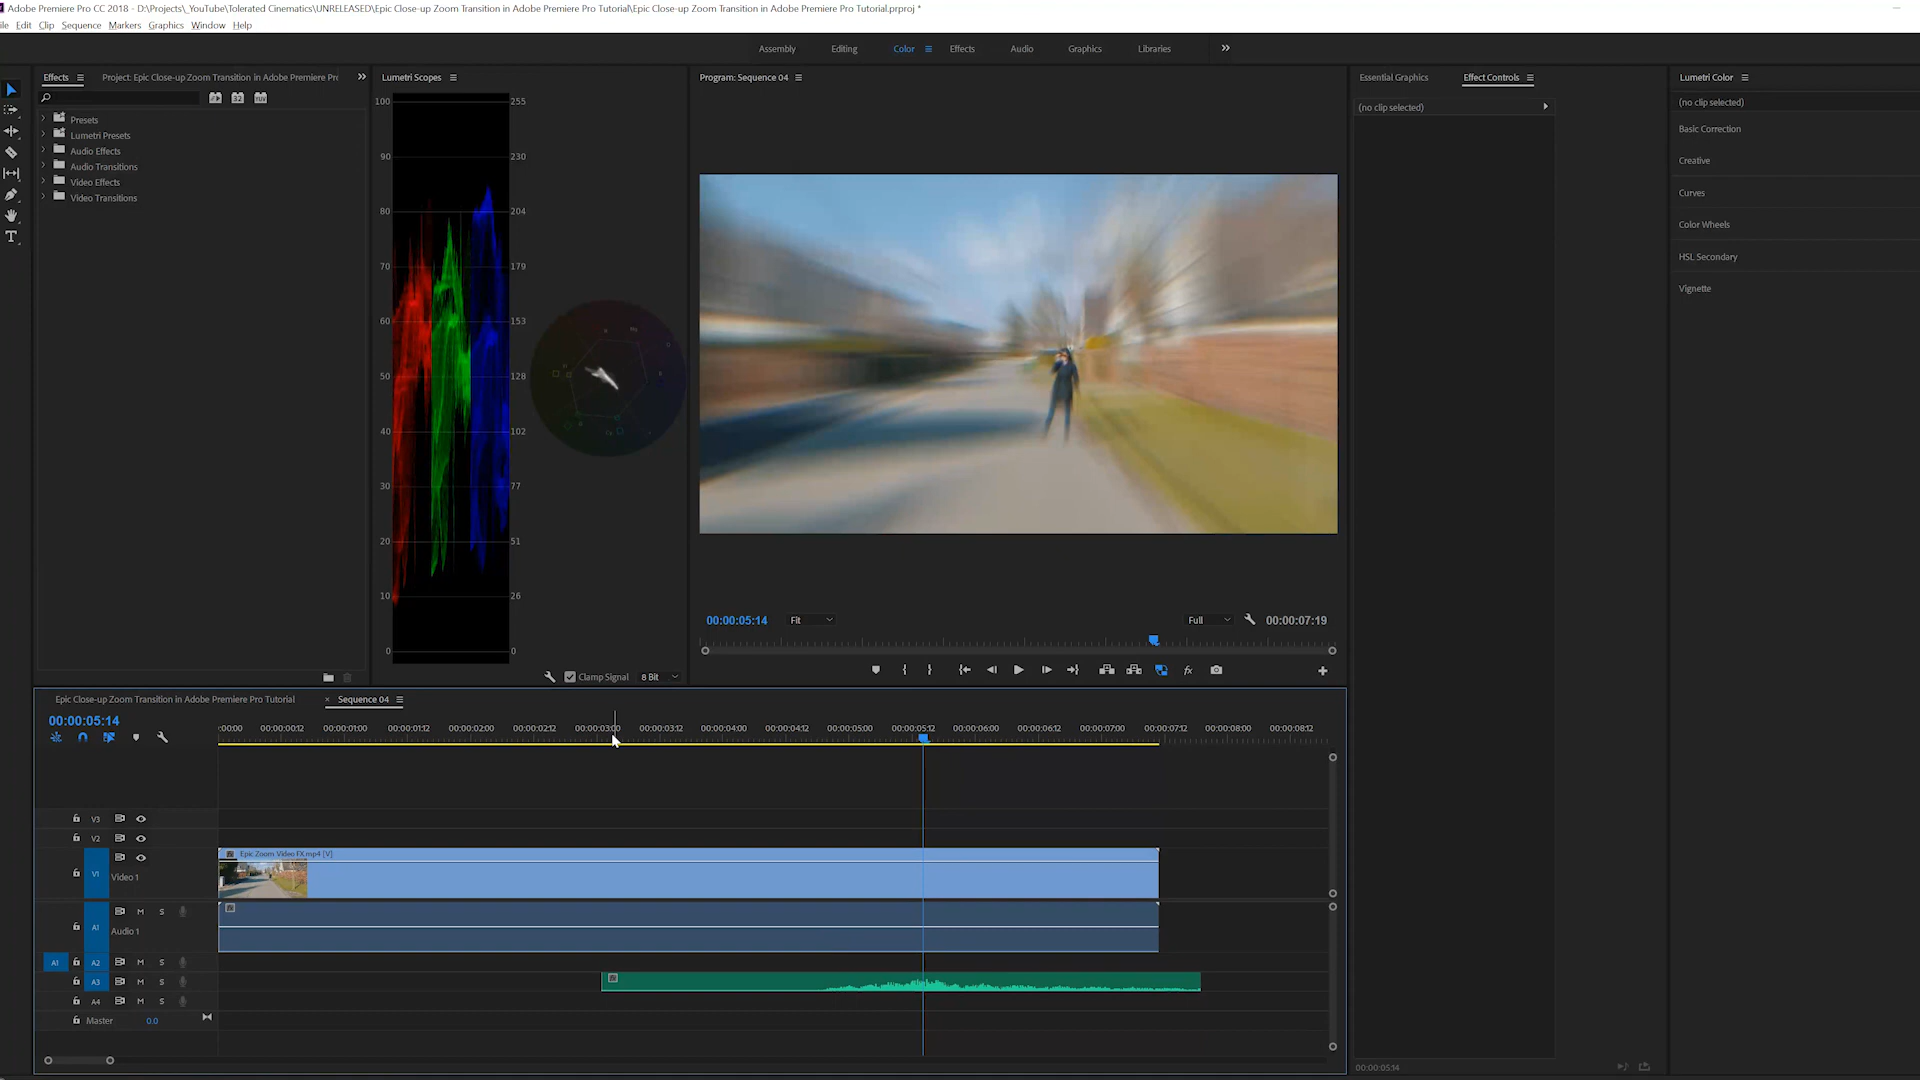 Adobe Premiere Pro CC 2018 - D:\Projects\_YouTube\Tolerated Cinematics\UNRELEASED\Epic Close-up Zoom Transition in Adobe Premiere Pro Tutorial\Epic Close-up Zoom Transition in Adobe Premiere Pro Tutorial.prproj *
ile Edit Clip Sequence Markers Graphics Window Help
Assembly Editing Color Effects Audio Graphics Libraries
Effects Project: Epic Close-up Zoom Transition in Adobe Premiere Pr Lumetri Scopes Program: Sequence 04 Essential Graphics Effect Controls Lumetri Color
(no clip selected) (no clip selected)
Presets
Lumetri Presets
Audio Effects
Audio Transitions
Video Effects
Video Transitions
100 255
90 230
80 204
70 179
60 153
50 128
40 102
30 77
20 51
10 26
0 0
Clamp Signal 8 Bit
Basic Correction
Creative
Curves
Color Wheels
HSL Secondary
Vignette
00:00:05:14 Fit Full 00:00:07:19
Epic Close-up Zoom Transition in Adobe Premiere Pro Tutorial × Sequence 04
00:00:05:14
:00:00 00:00:00:12 00:00:01:00 00:00:01:12 00:00:02:00 00:00:02:12 00:00:03:00 00:00:03:12 00:00:04:00 00:00:04:12 00:00:05:00 00:00:05:12 00:00:06:00 00:00:06:12 00:00:07:00 00:00:07:12 00:00:08:00 00:00:08:12
V3
V2
Epic Zoom Video FX.mp4 [V]
V1 Video 1
M S
A1 Audio 1
A1 A2 M S
A3 M S
A4 M S
Master 0.0
00:00:05:14